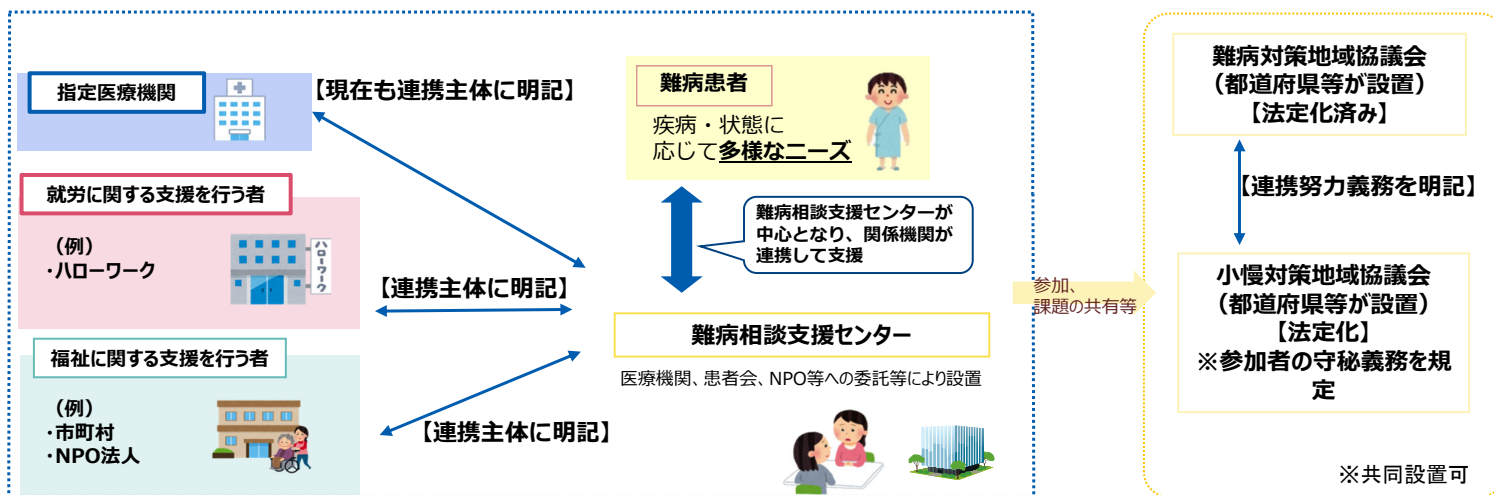 指定医療機関
【現在も連携主体に明記】
就労に関する支援を行う者
(例)
・ハローワーク
ハローワーク
【連携主体に明記】
福祉に関する支援を行う者
(例)
・市町村
・NPO法人
【連携主体に明記】
難病患者
疾病・状態に
応じて多様なニーズ
難病相談支援センターが
中心となり、関係機関が
連携して支援
難病相談支援センター
医療機関、患者会、NPO等への委託等により設置
参加、
課題の共有等
難病対策地域協議会
(都道府県等が設置)
【法定化済み】
【連携努力義務を明記】
小慢対策地域協議会
(都道府県等が設置)
【法定化】
※参加者の守秘義務を規
定
※共同設置可